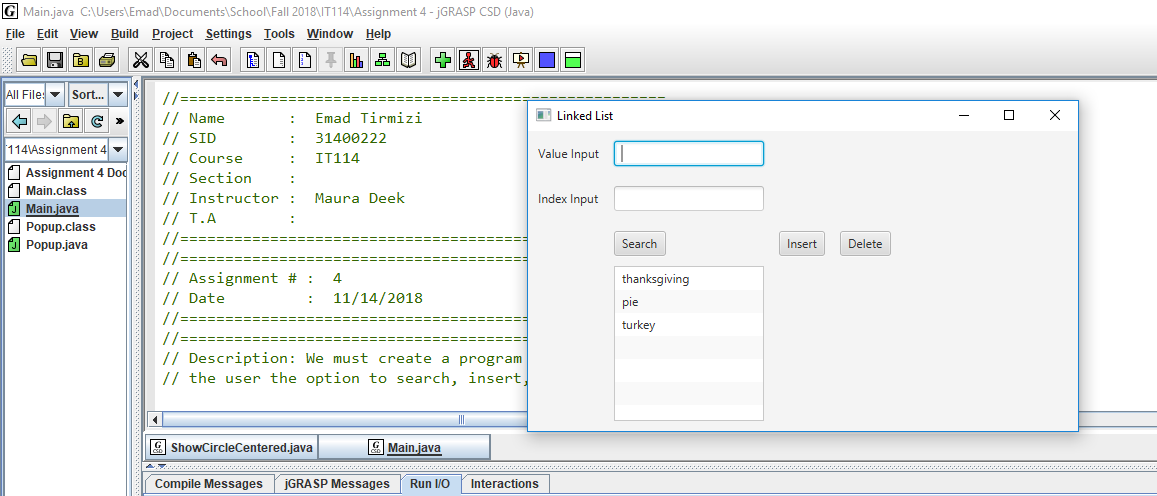 Main.java C:\Users\Emad\Documents\School\Fall 2018\IT114\Assignment 4 - jGRASP CSD (Java)
File Edit View Build Project Settings Tools Window Help
All File Sort...
'114\Assignment 4
Assignment 4 Doc
Main.class
Main.java
Popup.class
Popup.java
//======================================================
// Name : Emad Tirmizi
// SID : 31400222
// Course : IT114
// Section :
// Instructor : Maura Deek
// T.A :
//=======================================
//=======================================
// Assignment # : 4
// Date : 11/14/2018
//=======================================
//=======================================
// Description: We must create a program
// the user the option to search, insert,
Linked List
Value Input
Index Input
Search Insert Delete
thanksgiving
pie
turkey
ShowCircleCentered.java Main.java
Compile Messages jGRASP Messages Run I/O Interactions